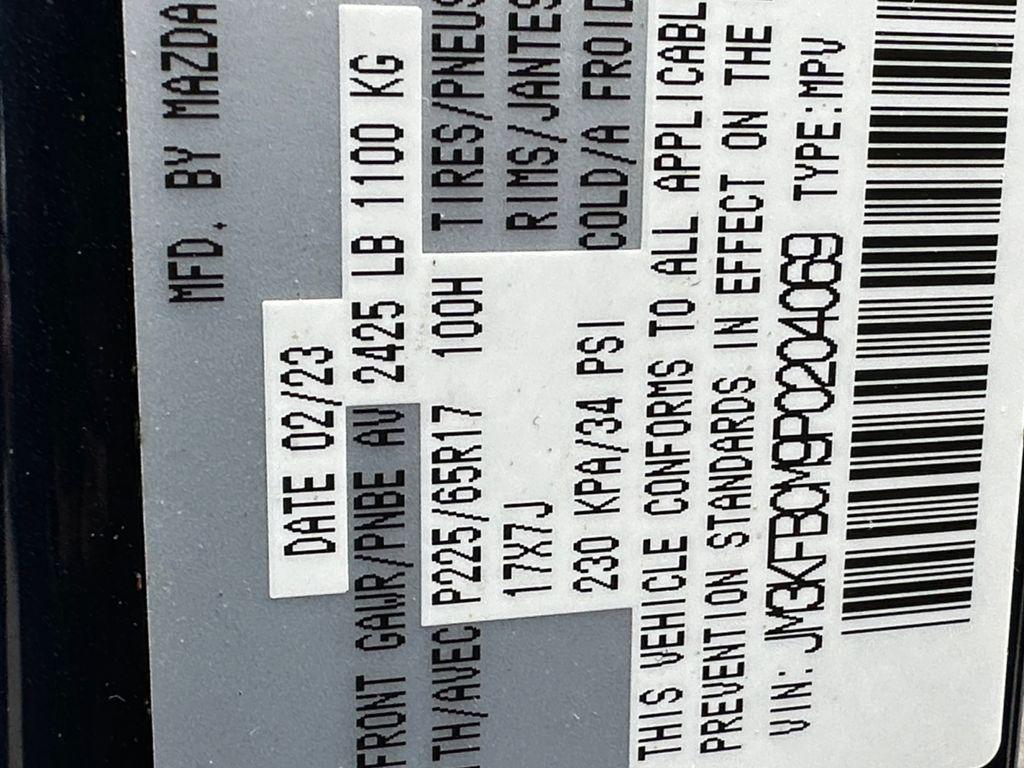 MFD. BY MAZDA
DATE 02/23
FRONT GAWR/PNBE AV 2425 LB 1100 KG
TH/AVEC P225/65R17 100H TIRES/PNEUS
17X7J RIMS/JANTES
230 KPA/34 PSI COLD/A FROID
THIS VEHICLE CONFORMS TO ALL APPLICABL
PREVENTION STANDARDS IN EFFECT ON THE
VIN: JM3KFBCM9P0204069 TYPE:MPV